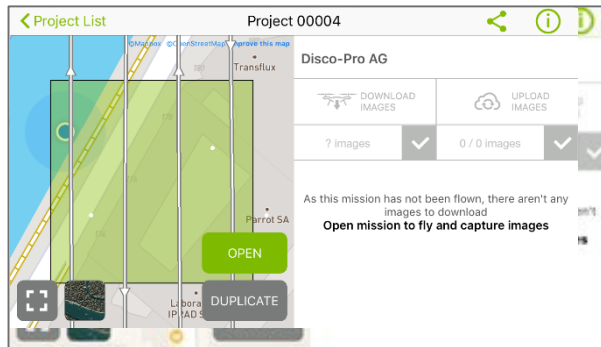 Project List
Project 00004
©Mapbox ©OpenStreetMap Improve this map
Transflux
Parrot SA
OPEN
DUPLICATE
Disco-Pro AG
DOWNLOAD
IMAGES
UPLOAD
IMAGES
? images
0 / 0 images
As this mission has not been flown, there aren't any
images to download
Open mission to fly and capture images